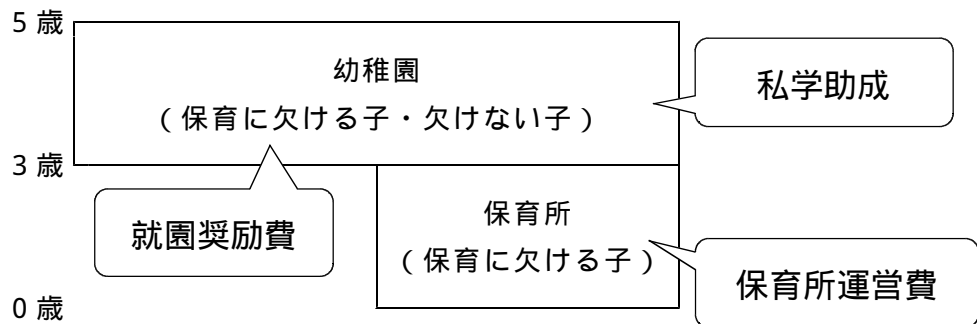 5歳
幼稚園
(保育に欠ける子・欠けない子)
私学助成
3歳
就園奨励費
保育所
(保育に欠ける子)
保育所運営費
0歳